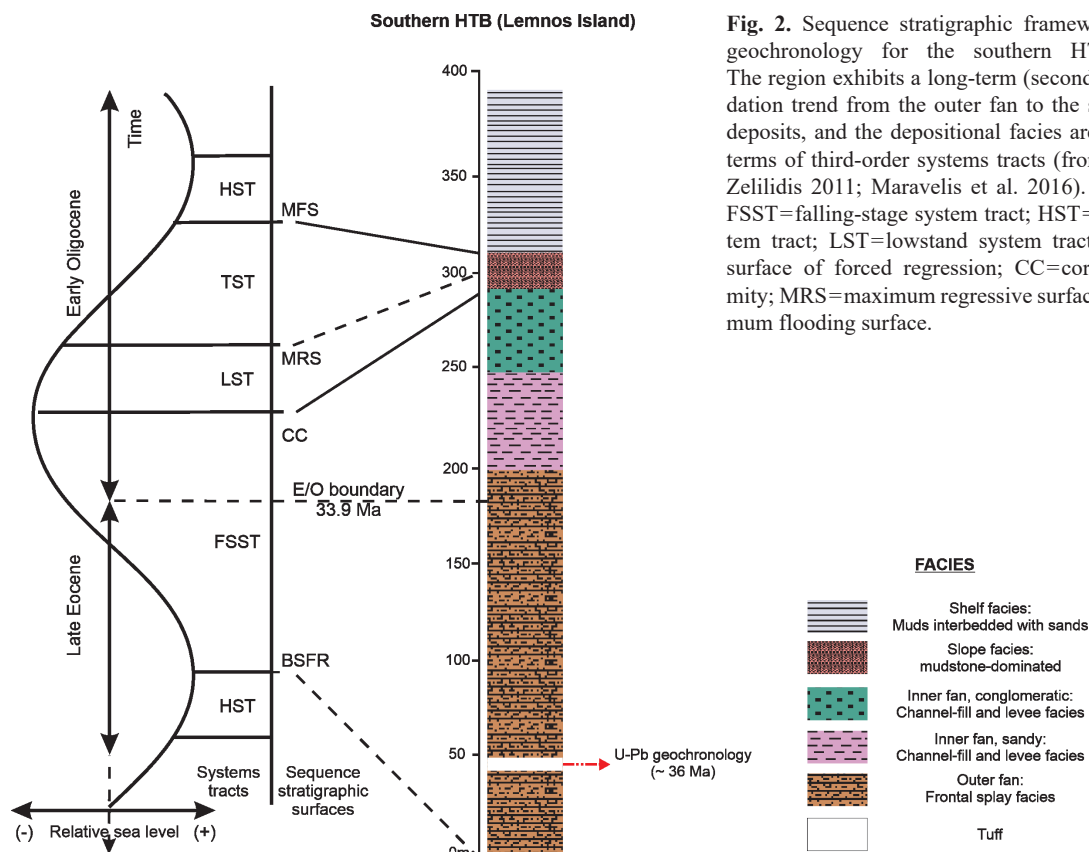 Southern HTB (Lemnos Island)
Fig. 2. Sequence stratigraphic
geochronology for the southern
The region exhibits a long-term (second
dation trend from the outer fan to the
deposits, and the depositional facies
terms of third-order systems tracts
Zelilidis 2011; Maravelis et al. 2016).
FSST=falling-stage system tract; HST=
tem tract; LST=lowstand system tract
surface of forced regression; CC=
mity; MRS=maximum regressive
mum flooding surface.
Time
Early Oligocene
Late Eocene
HST
TST
LST
FSST
HST
MFS
MRS
CC
E/O boundary
33.9 Ma
BSFR
Systems
tracts
Sequence
stratigraphic
surfaces
(-) Relative sea level (+)
400
350
300
250
200
150
100
50
U-Pb geochronology
(~ 36 Ma)
FACIES
Shelf facies:
Muds interbedded with sands
Slope facies:
mudstone-dominated
Inner fan, conglomeratic:
Channel-fill and levee facies
Inner fan, sandy:
Channel-fill and levee facies
Outer fan:
Frontal splay facies
Tuff